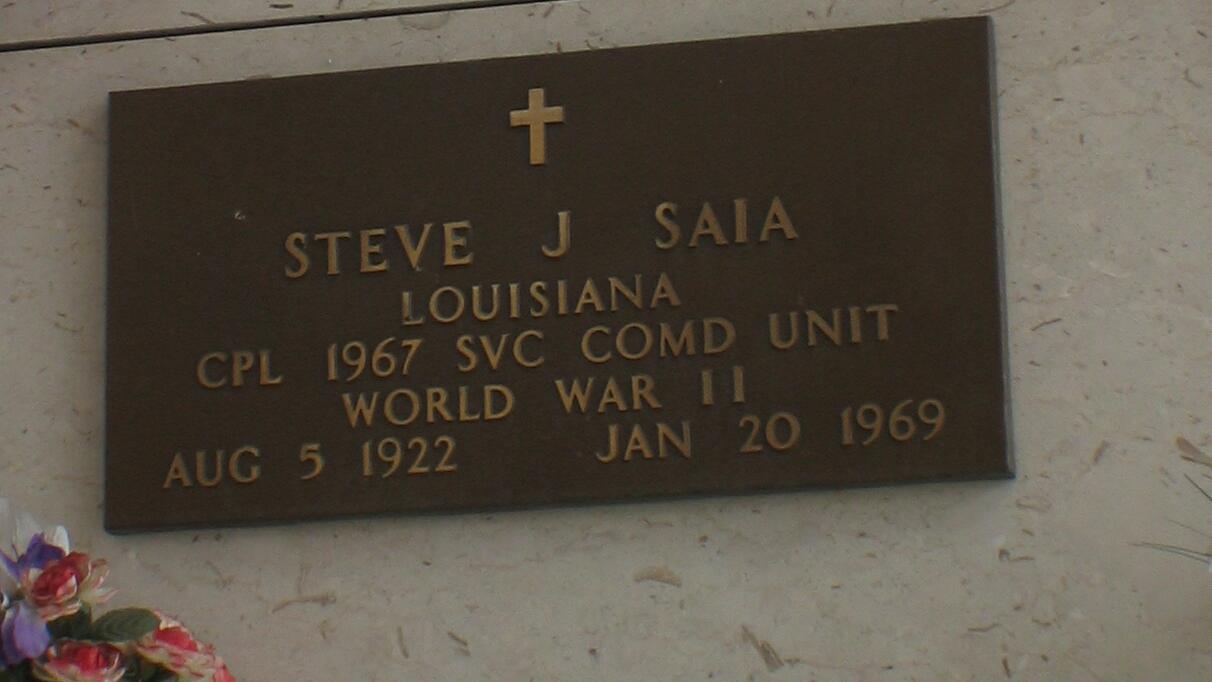 STEVE J SAIA
LOUISIANA
CPL 1967 SVC COMD UNIT
WORLD WAR II
AUG 5 1922 JAN 20 1969